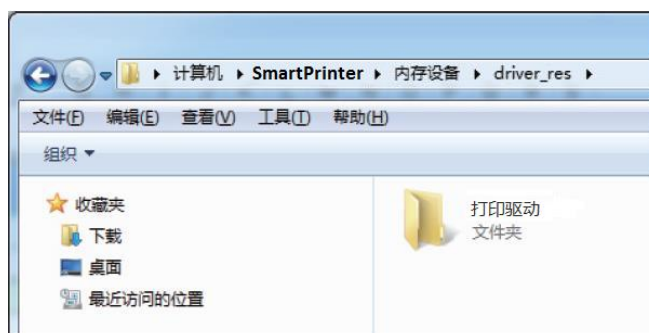 计算机 SmartPrinter 内存设备 driver_res
文件(F) 编辑(E) 查看(V) 工具(T) 帮助(H)
组织
收藏夹
下载
桌面
最近访问的位置
打印驱动
文件夹